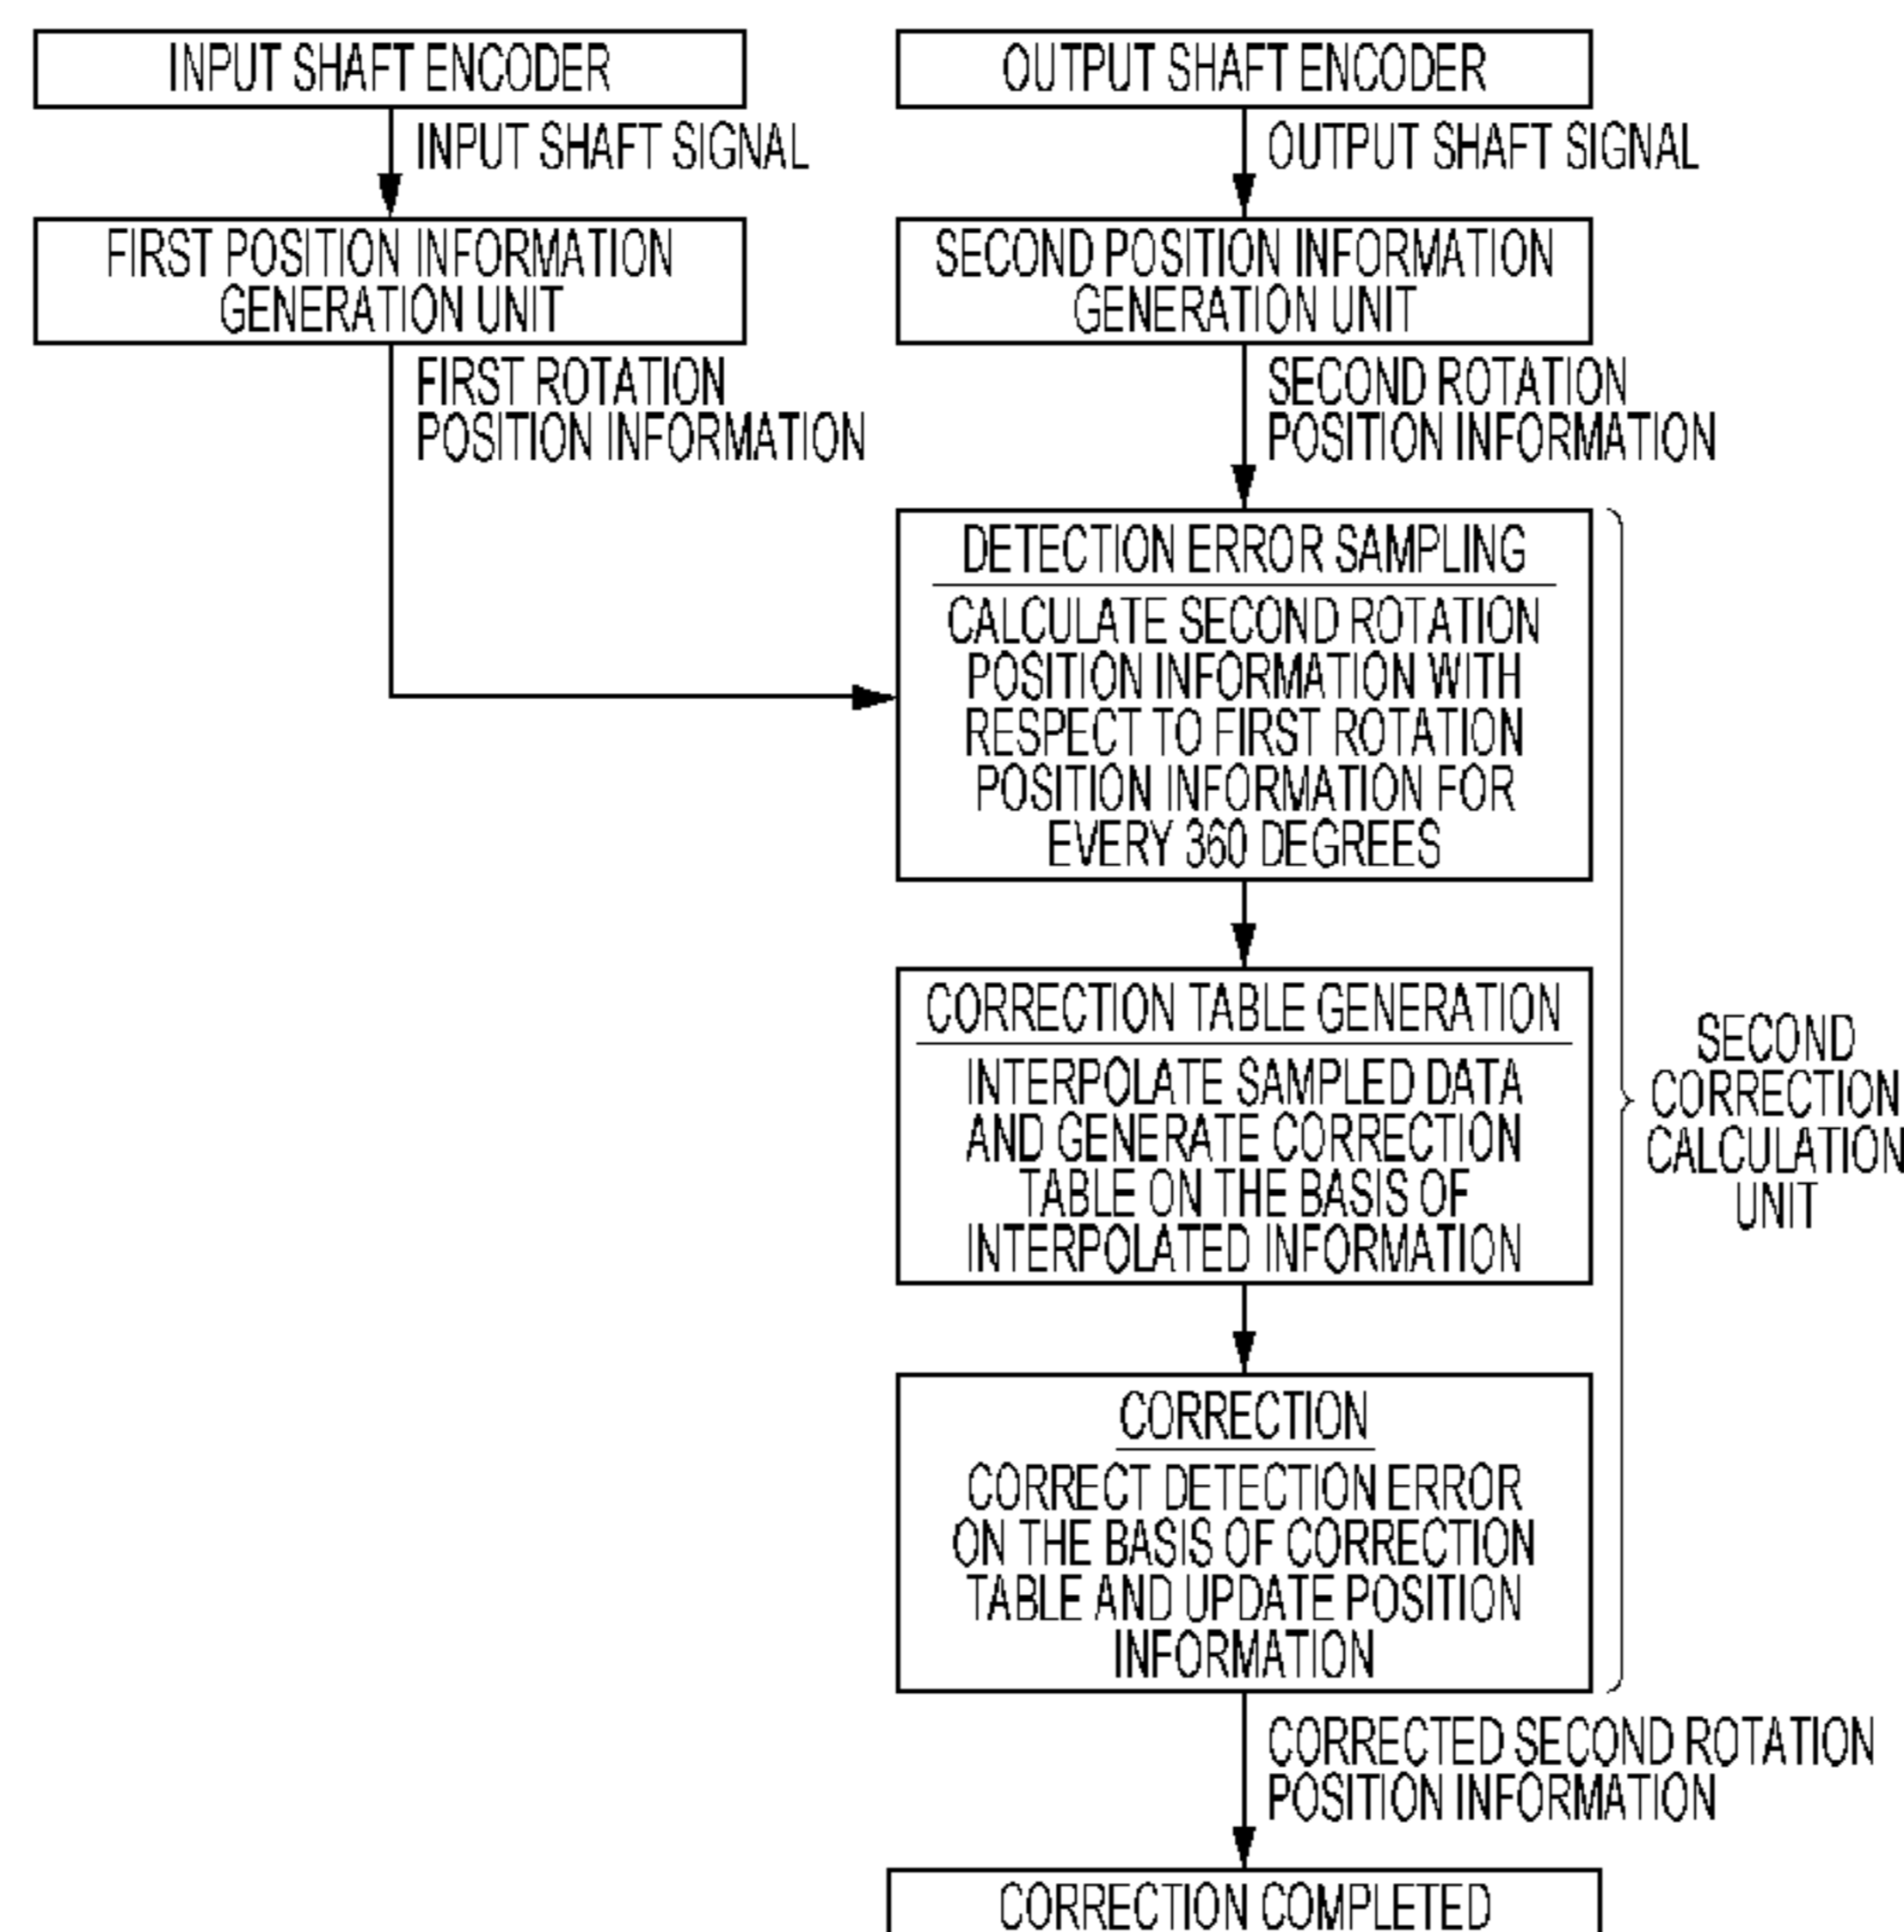 INPUT SHAFT ENCODER
OUTPUT SHAFT ENCODER
INPUT SHAFT SIGNAL
OUTPUT SHAFT SIGNAL
FIRST POSITION INFORMATION
GENERATION UNIT
SECOND POSITION INFORMATION
GENERATION UNIT
FIRST ROTATION
POSITION INFORMATION
SECOND ROTATION
POSITION INFORMATION
DETECTION ERROR SAMPLING
CALCULATE SECOND ROTATION
POSITION INFORMATION WITH
RESPECT TO FIRST ROTATION
POSITION INFORMATION FOR
EVERY 360 DEGREES
CORRECTION TABLE GENERATION
INTERPOLATE SAMPLED DATA
AND GENERATE CORRECTION
TABLE ON THE BASIS OF
INTERPOLATED INFORMATION
SECOND
CORRECTION
CALCULATION
UNIT
CORRECTION
CORRECT DETECTION ERROR
ON THE BASIS OF CORRECTION
TABLE AND UPDATE POSITION
INFORMATION
CORRECTED SECOND ROTATION
POSITION INFORMATION
CORRECTION COMPLETED